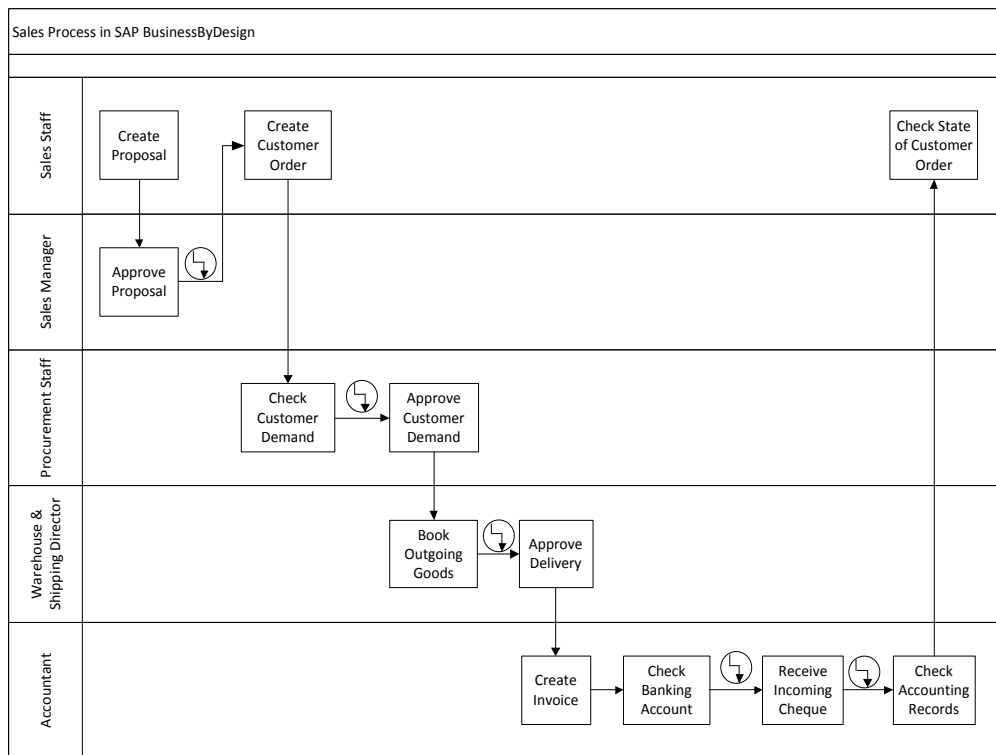 Sales Process in SAP BusinessByDesign
Sales Staff
Create
Proposal
Create
Customer
Order
Check State
of Customer
Order
Sales Manager
Approve
Proposal
Procurement Staff
Check
Customer
Demand
Approve
Customer
Demand
Warehouse &
Shipping Director
Book
Outgoing
Goods
Approve
Delivery
Accountant
Create
Invoice
Check
Banking
Account
Receive
Incoming
Cheque
Check
Accounting
Records